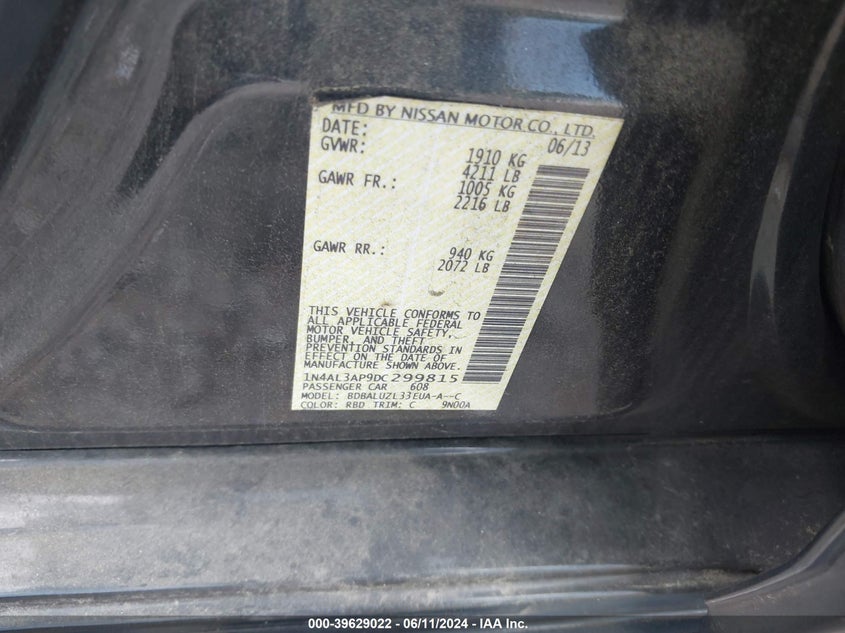 MFD BY NISSAN MOTOR CO., LTD.
DATE: 06/13
GVWR: 1910 KG
4211 LB
GAWR FR.: 1005 KG
2216 LB
GAWR RR.: 940 KG
2072 LB
THIS VEHICLE CONFORMS TO
ALL APPLICABLE FEDERAL
MOTOR VEHICLE SAFETY,
BUMPER, AND THEFT
PREVENTION STANDARDS IN
EFFECT ON THE DATE OF
MANUFACTURE SHOWN ABOVE.
1N4AL3AP9DC299815
PASSENGER CAR 608
MODEL: BDBALUZL33EUA-A--C
COLOR: RBD TRIM: C 9N00A
000-39629022 - 06/11/2024 - IAA Inc.